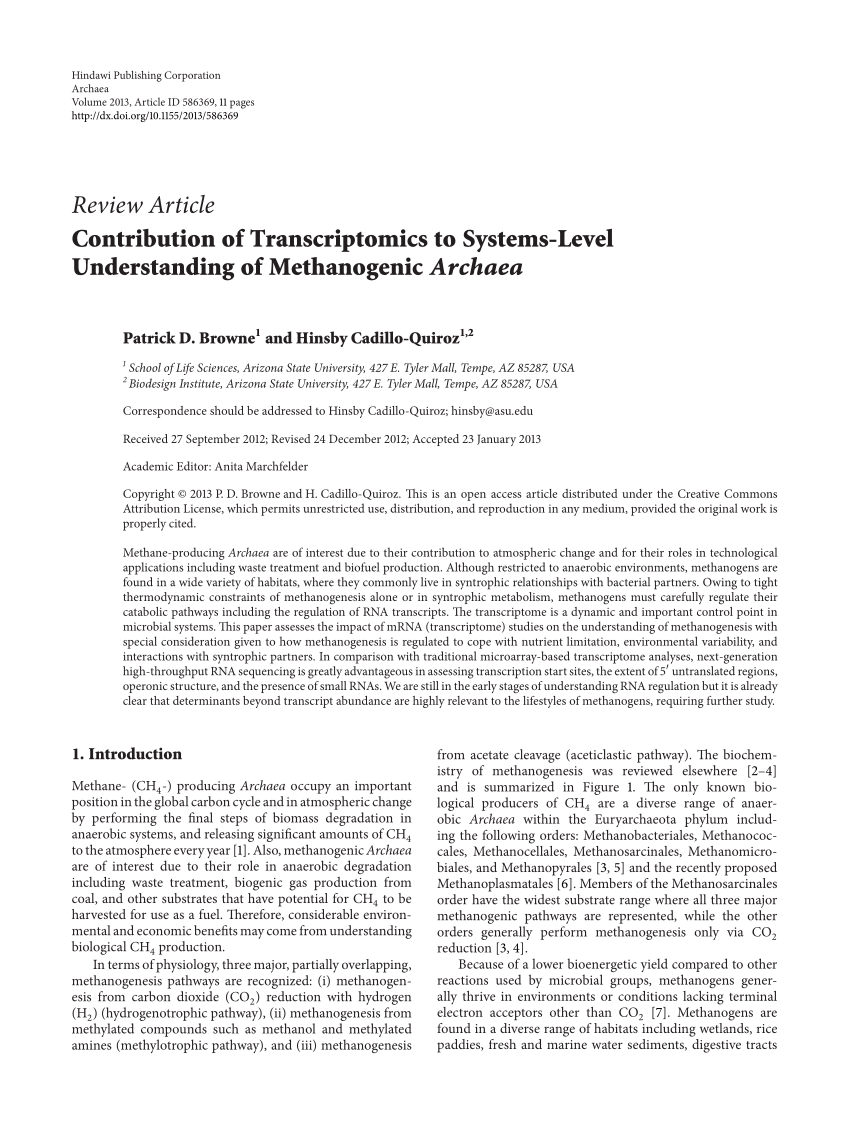 Hindawi Publishing Corporation
Archaea
Volume 2013, Article ID 586369, 11 pages
http://dx.doi.org/10.1155/2013/586369
Review Article
Contribution of Transcriptomics to Systems-Level
Understanding of Methanogenic Archaea
Patrick D. Browne1 and Hinsby Cadillo-Quiroz1,2
1 School of Life Sciences, Arizona State University, 427 E. Tyler Mall, Tempe, AZ 85287, USA
2 Biodesign Institute, Arizona State University, 427 E. Tyler Mall, Tempe, AZ 85287, USA
Correspondence should be addressed to Hinsby Cadillo-Quiroz; hinsby@asu.edu
Received 27 September 2012; Revised 24 December 2012; Accepted 23 January 2013
Academic Editor: Anita Marchfelder
Copyright © 2013 P. D. Browne and H. Cadillo-Quiroz. This is an open access article distributed under the Creative Commons
Attribution License, which permits unrestricted use, distribution, and reproduction in any medium, provided the original work is
properly cited.
Methane-producing Archaea are of interest due to their contribution to atmospheric change and for their roles in technological
applications including waste treatment and biofuel production. Although restricted to anaerobic environments, methanogens are
found in a wide variety of habitats, where they commonly live in syntrophic relationships with bacterial partners. Owing to tight
thermodynamic constraints of methanogenesis alone or in syntrophic metabolism, methanogens must carefully regulate their
catabolic pathways including the regulation of RNA transcripts. The transcriptome is a dynamic and important control point in
microbial systems. This paper assesses the impact of mRNA (transcriptome) studies on the understanding of methanogenesis with
special consideration given to how methanogenesis is regulated to cope with nutrient limitation, environmental variability, and
interactions with syntrophic partners. In comparison with traditional microarray-based transcriptome analyses, next-generation
high-throughput RNA sequencing is greatly advantageous in assessing transcription start sites, the extent of 5′ untranslated regions,
operonic structure, and the presence of small RNAs. We are still in the early stages of understanding RNA regulation but it is already
clear that determinants beyond transcript abundance are highly relevant to the lifestyles of methanogens, requiring further study.
1. Introduction
Methane- (CH4-) producing Archaea occupy an important
position in the global carbon cycle and in atmospheric change
by performing the final steps of biomass degradation in
anaerobic systems, and releasing significant amounts of CH4
to the atmosphere every year [1]. Also, methanogenic Archaea
are of interest due to their role in anaerobic degradation
including waste treatment, biogenic gas production from
coal, and other substrates that have potential for CH4 to be
harvested for use as a fuel. Therefore, considerable environ-
mental and economic benefits may come from understanding
biological CH4 production.
In terms of physiology, three major, partially overlapping,
methanogenesis pathways are recognized: (i) methanogen-
esis from carbon dioxide (CO2) reduction with hydrogen
(H2) (hydrogenotrophic pathway), (ii) methanogenesis from
methylated compounds such as methanol and methylated
amines (methylotrophic pathway), and (iii) methanogenesis
from acetate cleavage (aceticlastic pathway). The biochem-
istry of methanogenesis was reviewed elsewhere [2–4]
and is summarized in Figure 1. The only known bio-
logical producers of CH4 are a diverse range of anaer-
obic Archaea within the Euryarchaeota phylum includ-
ing the following orders: Methanobacteriales, Methanococ-
cales, Methanocellales, Methanosarcinales, Methanomicro-
biales, and Methanopyrales [3, 5] and the recently proposed
Methanoplasmatales [6]. Members of the Methanosarcinales
order have the widest substrate range where all three major
methanogenic pathways are represented, while the other
orders generally perform methanogenesis only via CO2
reduction [3, 4].
Because of a lower bioenergetic yield compared to other
reactions used by microbial groups, methanogens gener-
ally thrive in environments or conditions lacking terminal
electron acceptors other than CO2 [7]. Methanogens are
found in a diverse range of habitats including wetlands, rice
paddies, fresh and marine water sediments, digestive tracts